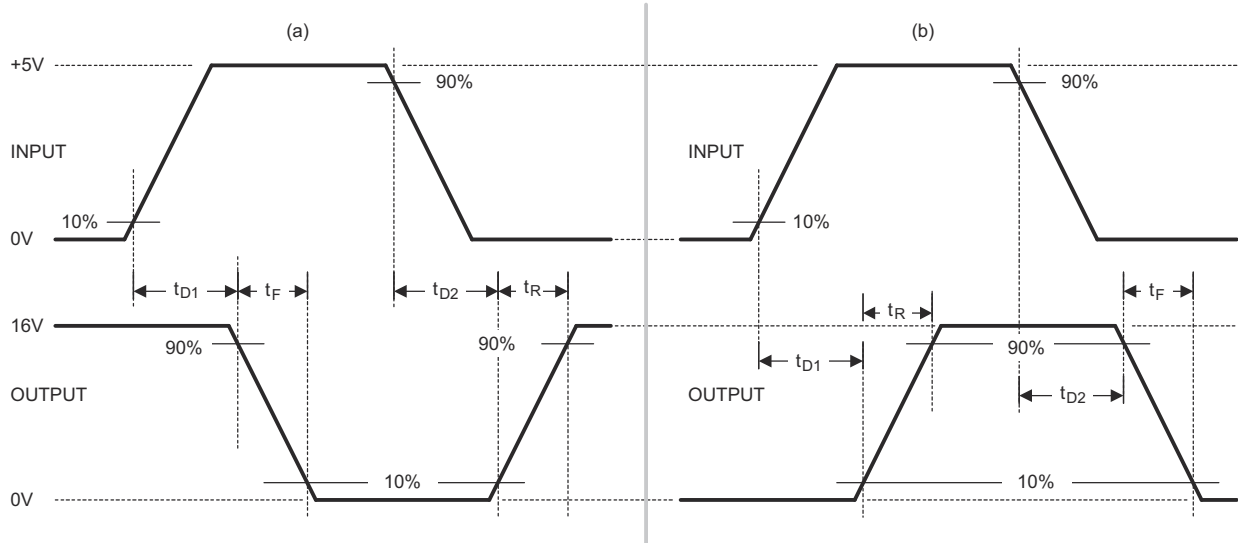 (a)
+5V
90%
INPUT
10%
0V
tD1
tF
tD2
tR
16V
90%
90%
OUTPUT
10%
0V
(b)
90%
INPUT
10%
tR
tF
tD1
90%
tD2
OUTPUT
10%